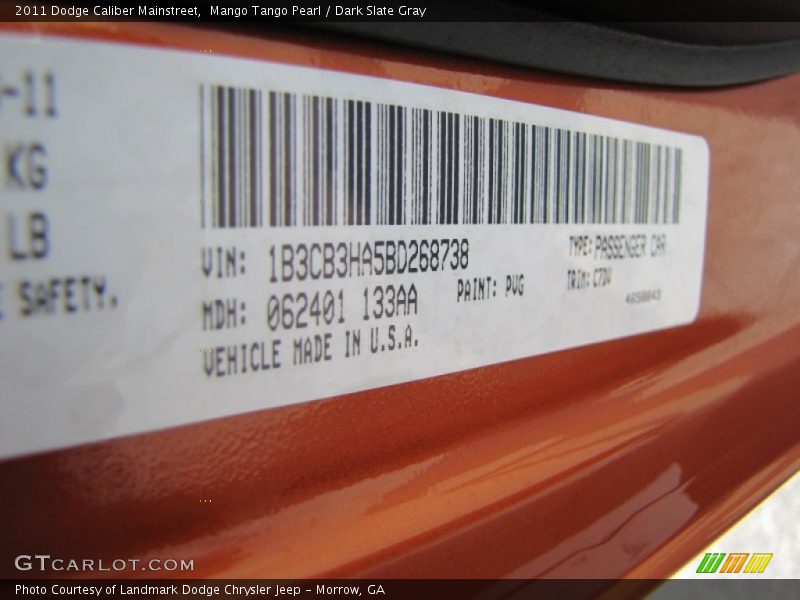 2011 Dodge Caliber Mainstreet, Mango Tango Pearl / Dark Slate Gray
-11
KG
LB
SAFETY.
VIN: 1B3CB3HA5BD268738
TYPE: PASSENGER CAR
MDH: 062401 133AA
PAINT: PVG
TRIM: C7DV
VEHICLE MADE IN U.S.A.
GTCARLOT.COM
Photo Courtesy of Landmark Dodge Chrysler Jeep - Morrow, GA